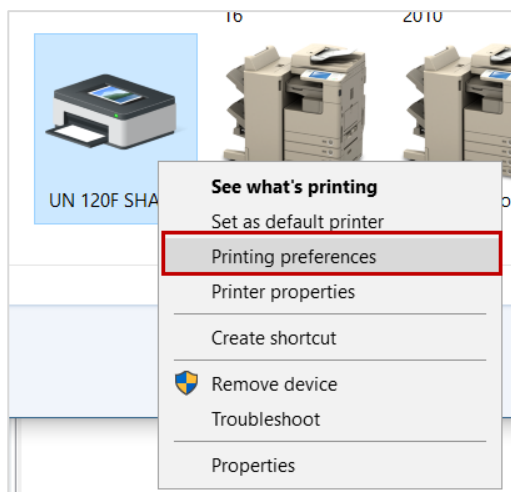 16 2010
UN 120F SHA
See what's printing
Set as default printer
Printing preferences
Printer properties
Create shortcut
Remove device
Troubleshoot
Properties